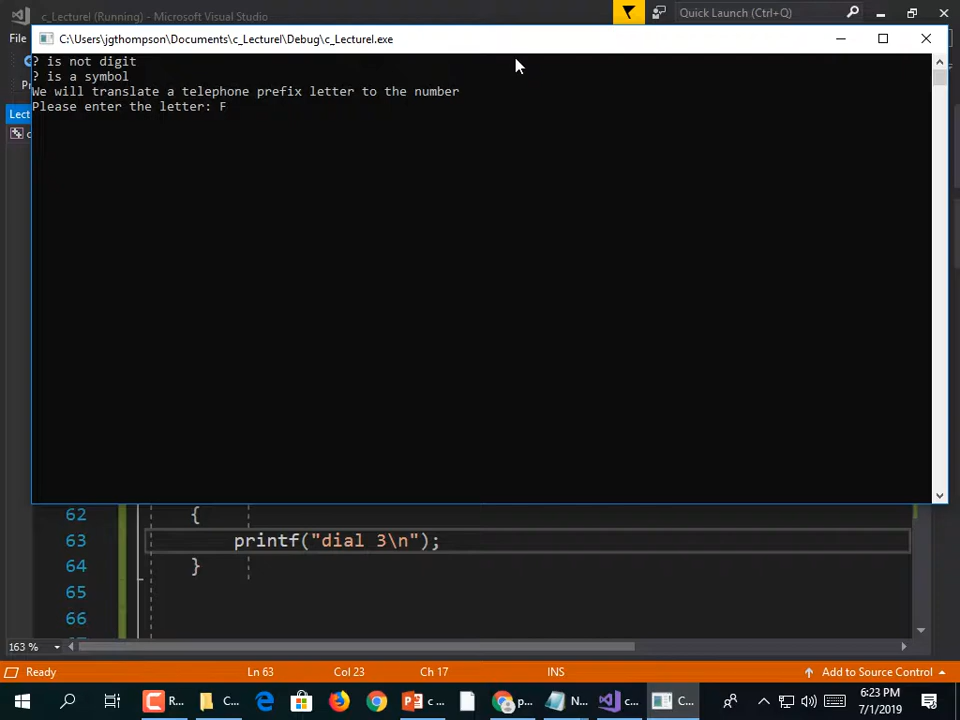 c_Lecturel (Running) - Microsoft Visual Studio
Quick Launch (Ctrl+Q)
File
C:\Users\jgthompson\Documents\c_Lecturel\Debug\c_Lecturel.exe
? is not digit
? is a symbol
We will translate a telephone prefix letter to the number
Please enter the letter: F
Lect
62 {
63 printf("dial 3\n");
64 }
65
66
163 %
Ready Ln 63 Col 23 Ch 17 INS Add to Source Control
R... C... c ... p... N... c... C...
6:23 PM
7/1/2019